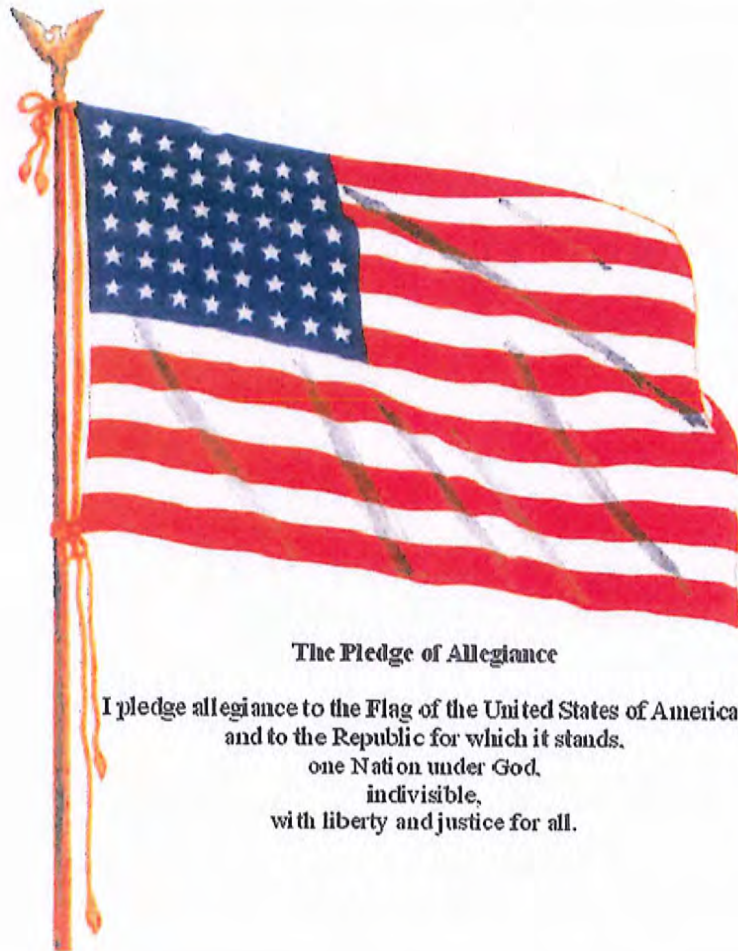 The Pledge of Allegiance
I pledge allegiance to the Flag of the United States of America
and to the Republic for which it stands.
one Nation under God,
indivisible,
with liberty and justice for all.